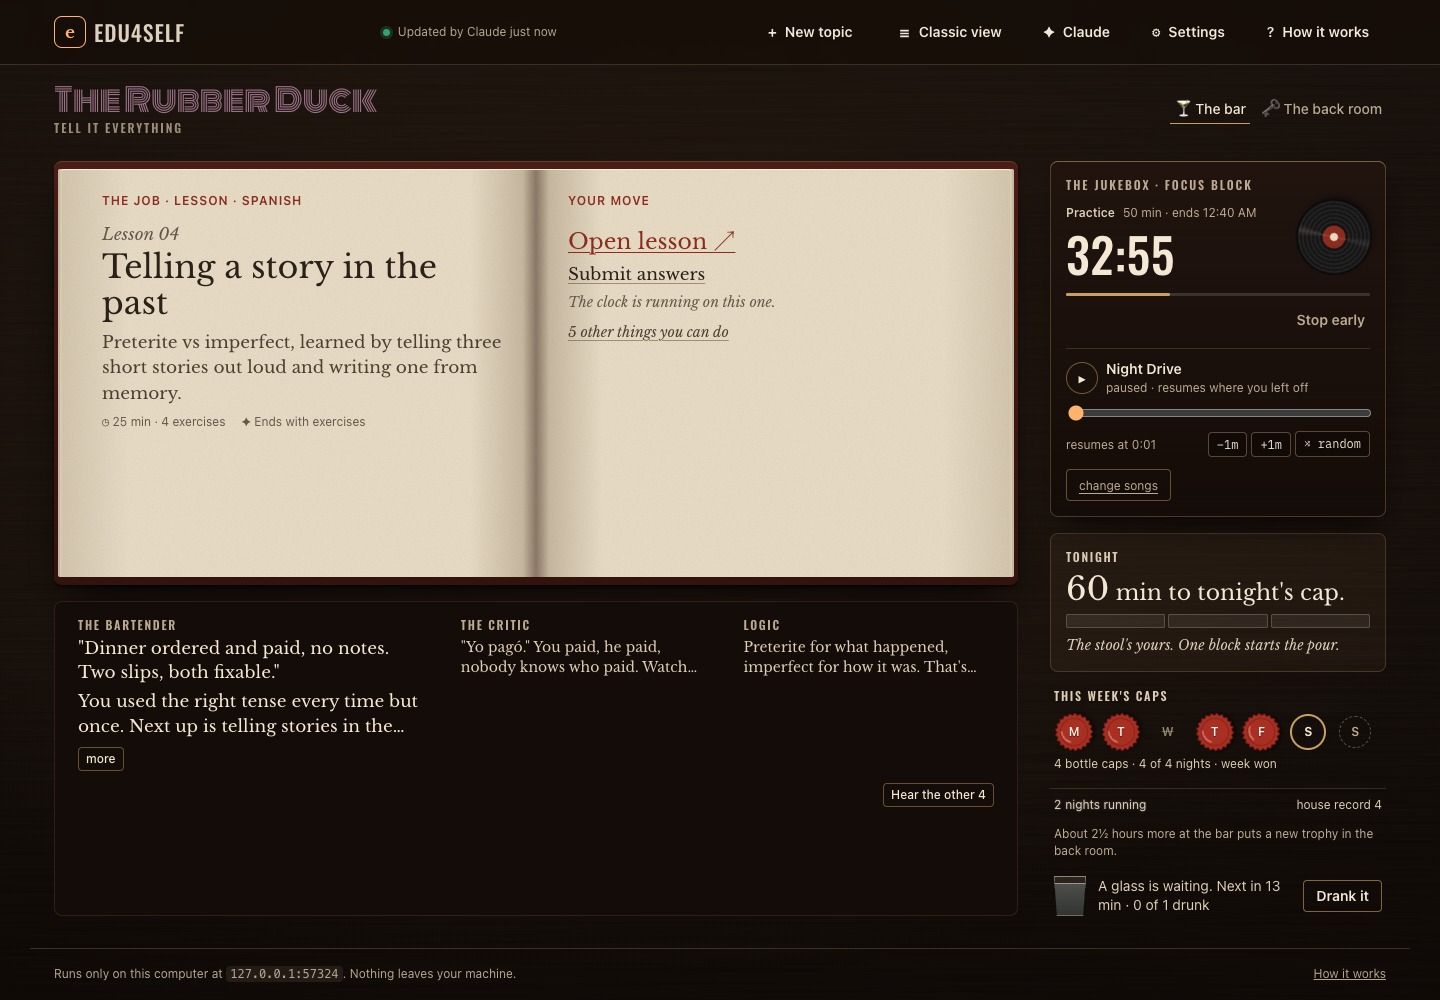 e EDU4SELF
Updated by Claude just now
+ New topic
≡ Classic view
✦ Claude
⚙ Settings
? How it works
THE RUBBER DUCK
TELL IT EVERYTHING
The bar
The back room
THE JOB · LESSON · SPANISH
Lesson 04
Telling a story in the
past
Preterite vs imperfect, learned by telling three
short stories out loud and writing one from
memory.
25 min · 4 exercises ✦ Ends with exercises
YOUR MOVE
Open lesson ↗
Submit answers
The clock is running on this one.
5 other things you can do
THE JUKEBOX · FOCUS BLOCK
Practice 50 min · ends 12:40 AM
32:55
Stop early
Night Drive
paused · resumes where you left off
resumes at 0:01
−1m
+1m
× random
change songs
TONIGHT
60 min to tonight's cap.
The stool's yours. One block starts the pour.
THE BARTENDER
"Dinner ordered and paid, no notes.
Two slips, both fixable."
You used the right tense every time but
once. Next up is telling stories in the…
more
THE CRITIC
"Yo pagó." You paid, he paid,
nobody knows who paid. Watch…
LOGIC
Preterite for what happened,
imperfect for how it was. That's…
Hear the other 4
THIS WEEK'S CAPS
M T W T F S S
4 bottle caps · 4 of 4 nights · week won
2 nights running
house record 4
About 2½ hours more at the bar puts a new trophy in the
back room.
A glass is waiting. Next in 13
min · 0 of 1 drunk
Drank it
Runs only on this computer at 127.0.0.1:57324. Nothing leaves your machine.
How it works